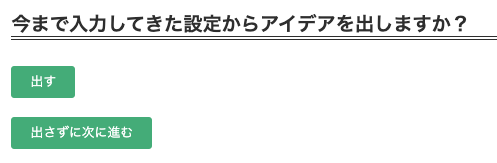 今まで入力してきた設定からアイデアを出しますか？
出す
出さずに次に進む